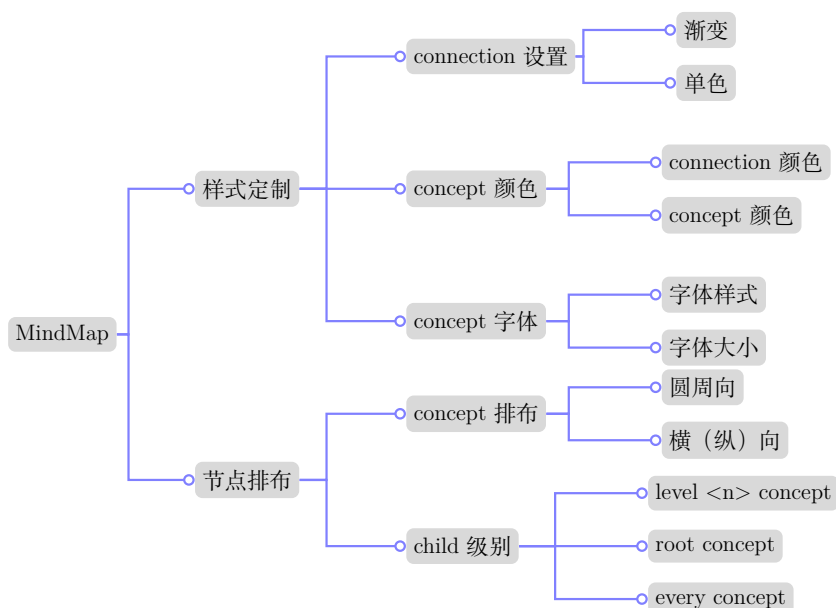 MindMap
样式定制
connection 设置
渐变
单色
concept 颜色
connection 颜色
concept 颜色
concept 字体
字体样式
字体大小
节点排布
concept 排布
圆周向
横（纵）向
child 级别
level <n> concept
root concept
every concept